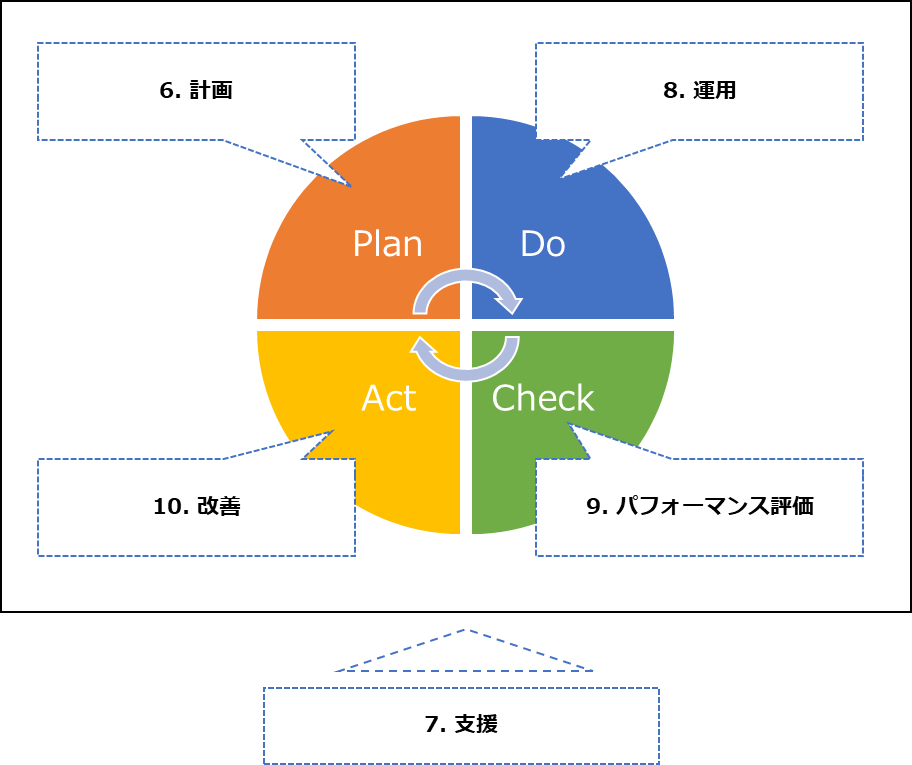 6. 計画
8. 運用
Plan
Do
Act
Check
10. 改善
9. パフォーマンス評価
7. 支援